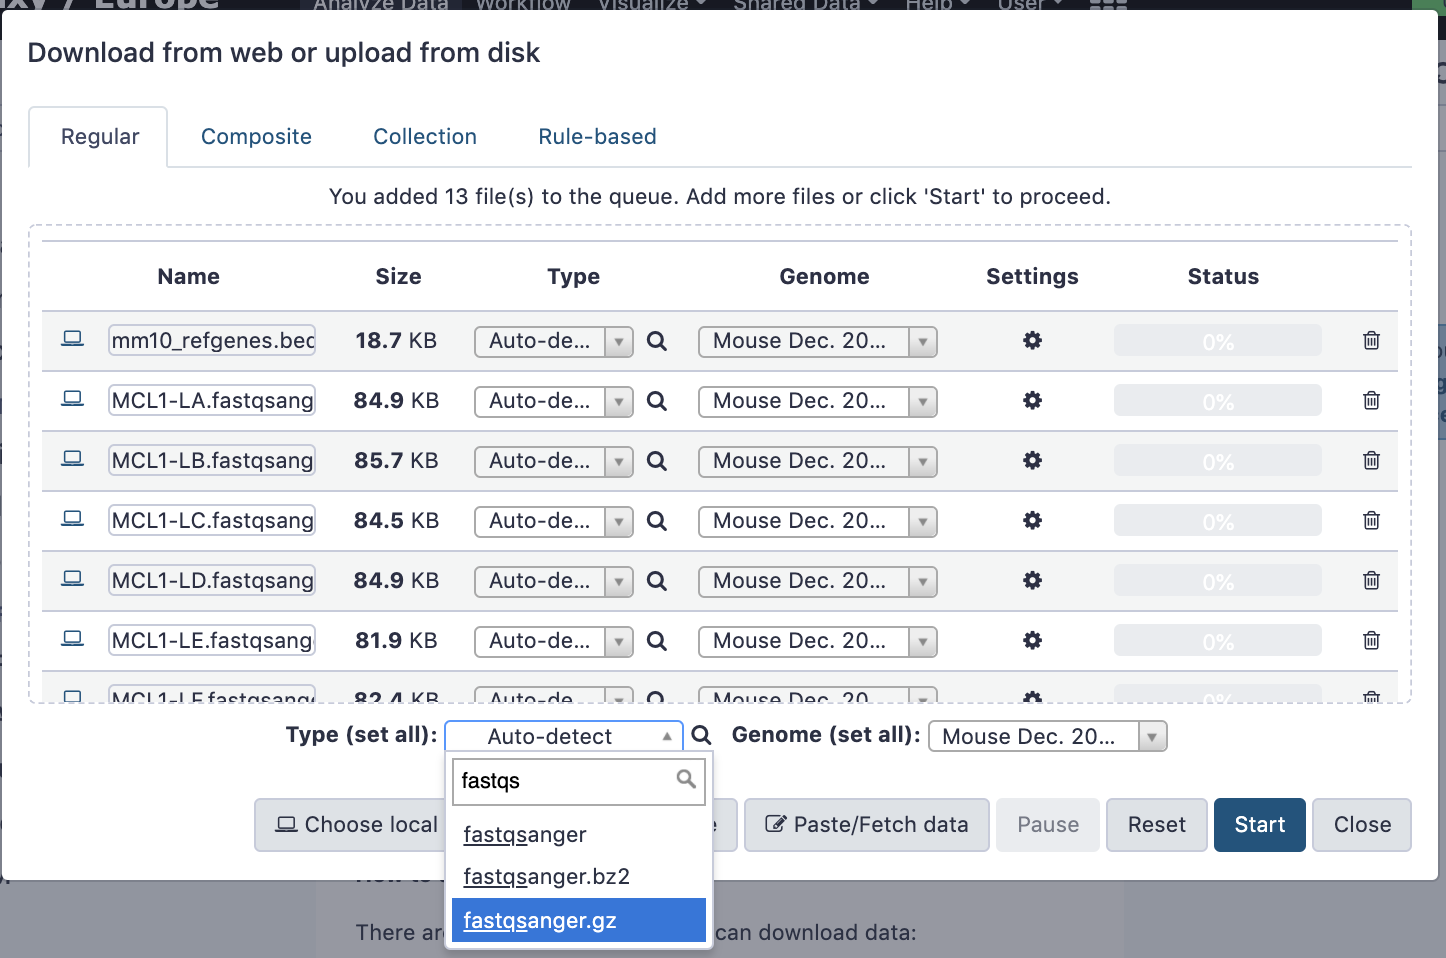 Europe
Analyze Data Workflow Visualize Shared Data Help User
Download from web or upload from disk
Regular Composite Collection Rule-based
You added 13 file(s) to the queue. Add more files or click 'Start' to proceed.
Name Size Type Genome Settings Status
mm10_refgenes.bed 18.7 KB Auto-de... Mouse Dec. 20... 0%
MCL1-LA.fastqsang 84.9 KB Auto-de... Mouse Dec. 20... 0%
MCL1-LB.fastqsang 85.7 KB Auto-de... Mouse Dec. 20... 0%
MCL1-LC.fastqsang 84.5 KB Auto-de... Mouse Dec. 20... 0%
MCL1-LD.fastqsang 84.9 KB Auto-de... Mouse Dec. 20... 0%
MCL1-LE.fastqsang 81.9 KB Auto-de... Mouse Dec. 20... 0%
MCL1-LF.fastqsang 82.4 KB Auto-de... Mouse Dec. 20... 0%
Type (set all): Auto-detect Genome (set all): Mouse Dec. 20...
fastqs
Choose local Paste/Fetch data Pause Reset Start Close
fastqsanger
fastqsanger.bz2
fastqsanger.gz
There are can download data: